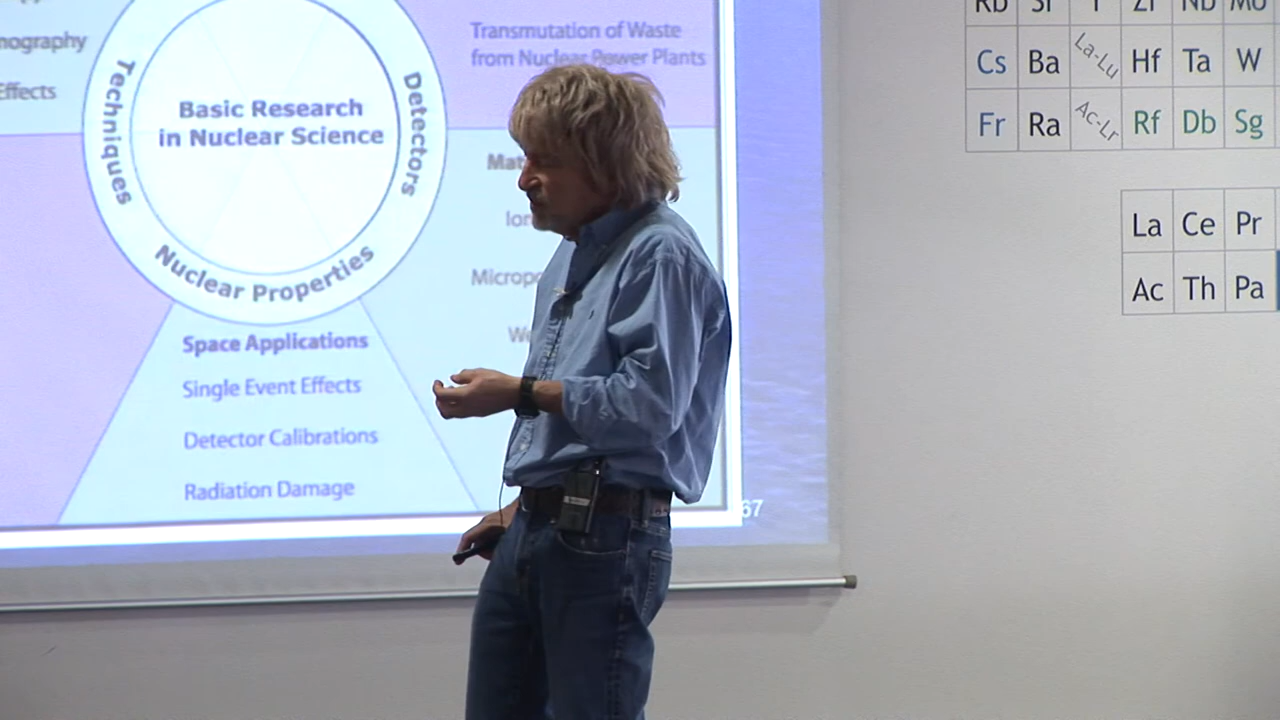 nography
Effects
Techniques
Basic Research
in Nuclear Science
Detectors
Nuclear Properties
Transmutation of Waste
from Nuclear Power Plants
Space Applications
Single Event Effects
Detector Calibrations
Radiation Damage
67
Cs Ba La-Lu Hf Ta W
Fr Ra Ac-Lr Rf Db Sg
La Ce Pr
Ac Th Pa